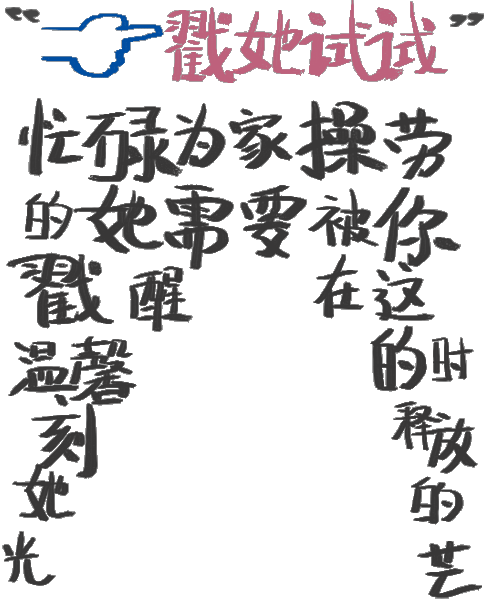 “戳她试试”
忙碌为家操劳
的她需要被你
戳醒 在这
温馨 的时
刻、释放
她 的
光 芒